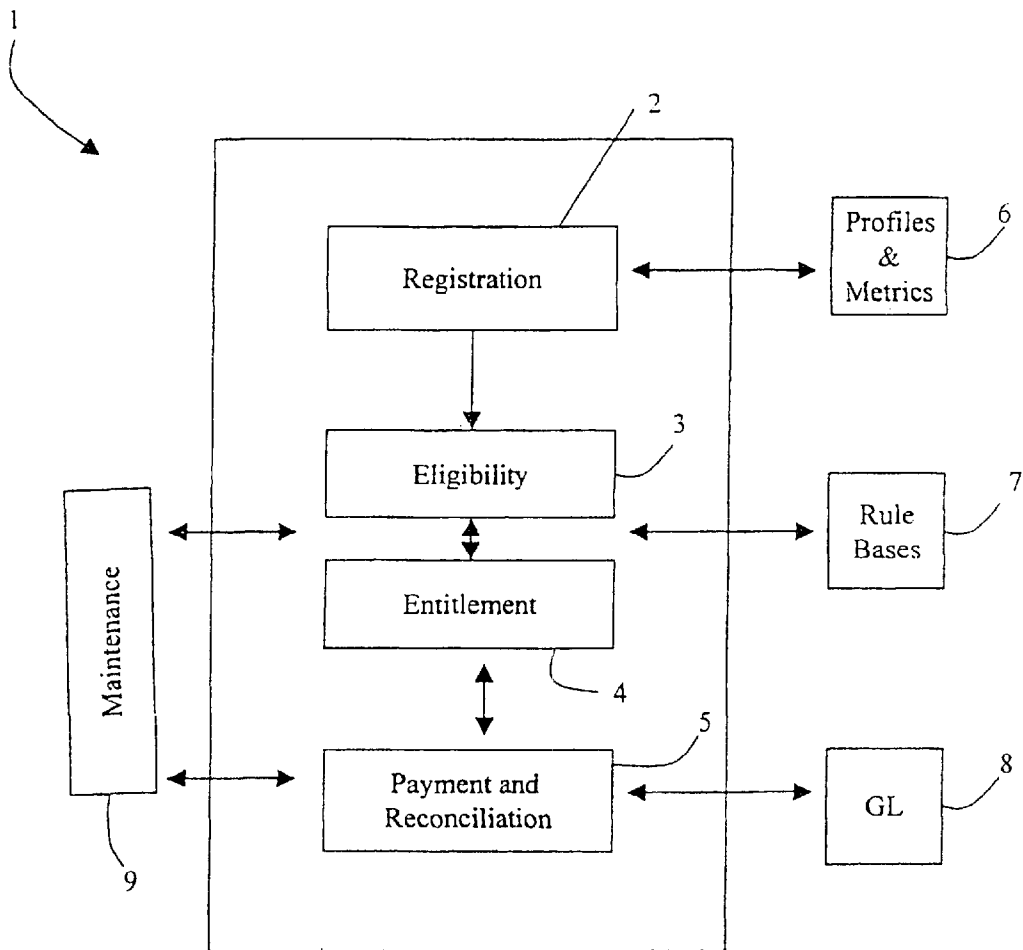 1
2
Registration
Profiles
&
Metrics
6
Eligibility
3
Rule
Bases
7
Maintenance
Entitlement
4
5
Payment and
Reconciliation
GL
8
9